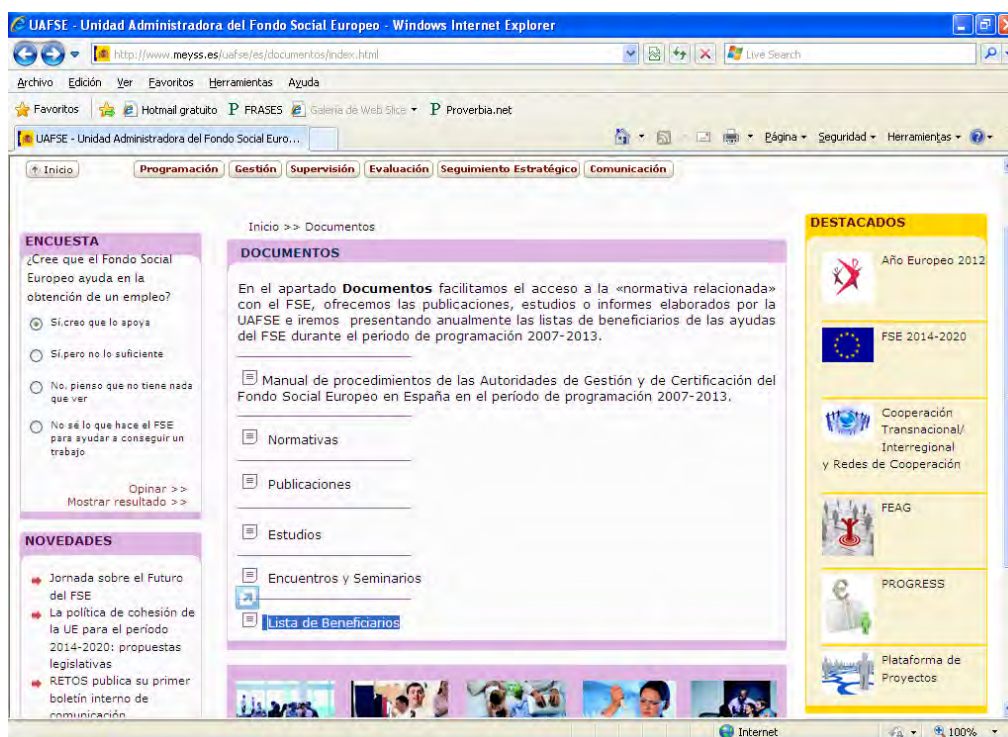 UAFSE - Unidad Administradora del Fondo Social Europeo - Windows Internet Explorer
http://www.meyss.es/uafse/es/documentos/index.html
Live Search
Archivo Edición Ver Favoritos Herramientas Ayuda
Favoritos Hotmail gratuito P FRASES Galería de Web Slice P Proverbia.net
UAFSE - Unidad Administradora del Fondo Social Euro...
Página Seguridad Herramientas
Inicio Programación Gestión Supervisión Evaluación Seguimiento Estratégico Comunicación
ENCUESTA
¿Cree que el Fondo Social
Europeo ayuda en la
obtención de un empleo?
Sí,creo que lo apoya
Sí,pero no lo suficiente
No, pienso que no tiene nada
que ver
No sé lo que hace el FSE
para ayudar a conseguir un
trabajo
Opinar >>
Mostrar resultado >>
NOVEDADES
Jornada sobre el Futuro
del FSE
La política de cohesión de
la UE para el período
2014-2020: propuestas
legislativas
RETOS publica su primer
boletín interno de
comunicación
Inicio >> Documentos
DOCUMENTOS
En el apartado Documentos facilitamos el acceso a la «normativa relacionada»
con el FSE, ofrecemos las publicaciones, estudios o informes elaborados por la
UAFSE e iremos presentando anualmente las listas de beneficiarios de las ayudas
del FSE durante el periodo de programación 2007-2013.
Manual de procedimientos de las Autoridades de Gestión y de Certificación del
Fondo Social Europeo en España en el período de programación 2007-2013.
Normativas
Publicaciones
Estudios
Encuentros y Seminarios
Lista de Beneficiarios
DESTACADOS
Año Europeo 2012
FSE 2014-2020
Cooperación
Transnacional/
Interregional
y Redes de Cooperación
FEAG
PROGRESS
Plataforma de
Proyectos
Internet
100%